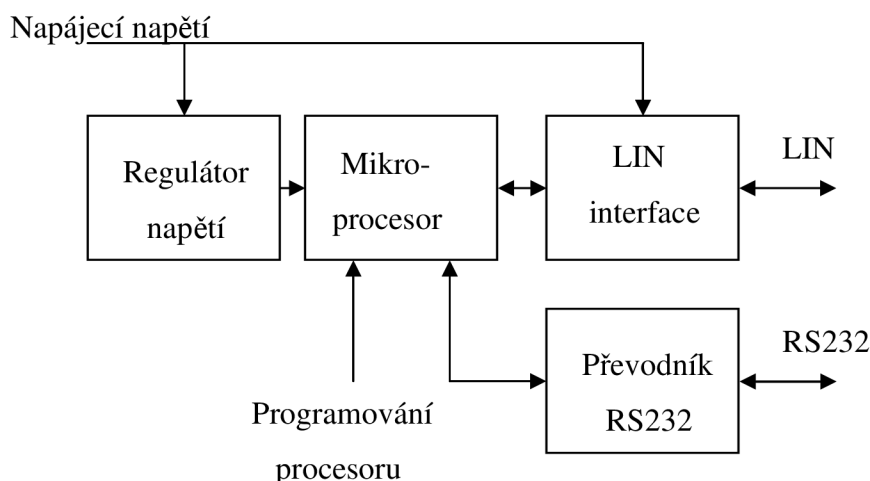 Napájecí napětí
Regulátor
napětí
Mikro-
procesor
LIN
interface
LIN
Převodník
RS232
RS232
Programování
procesoru